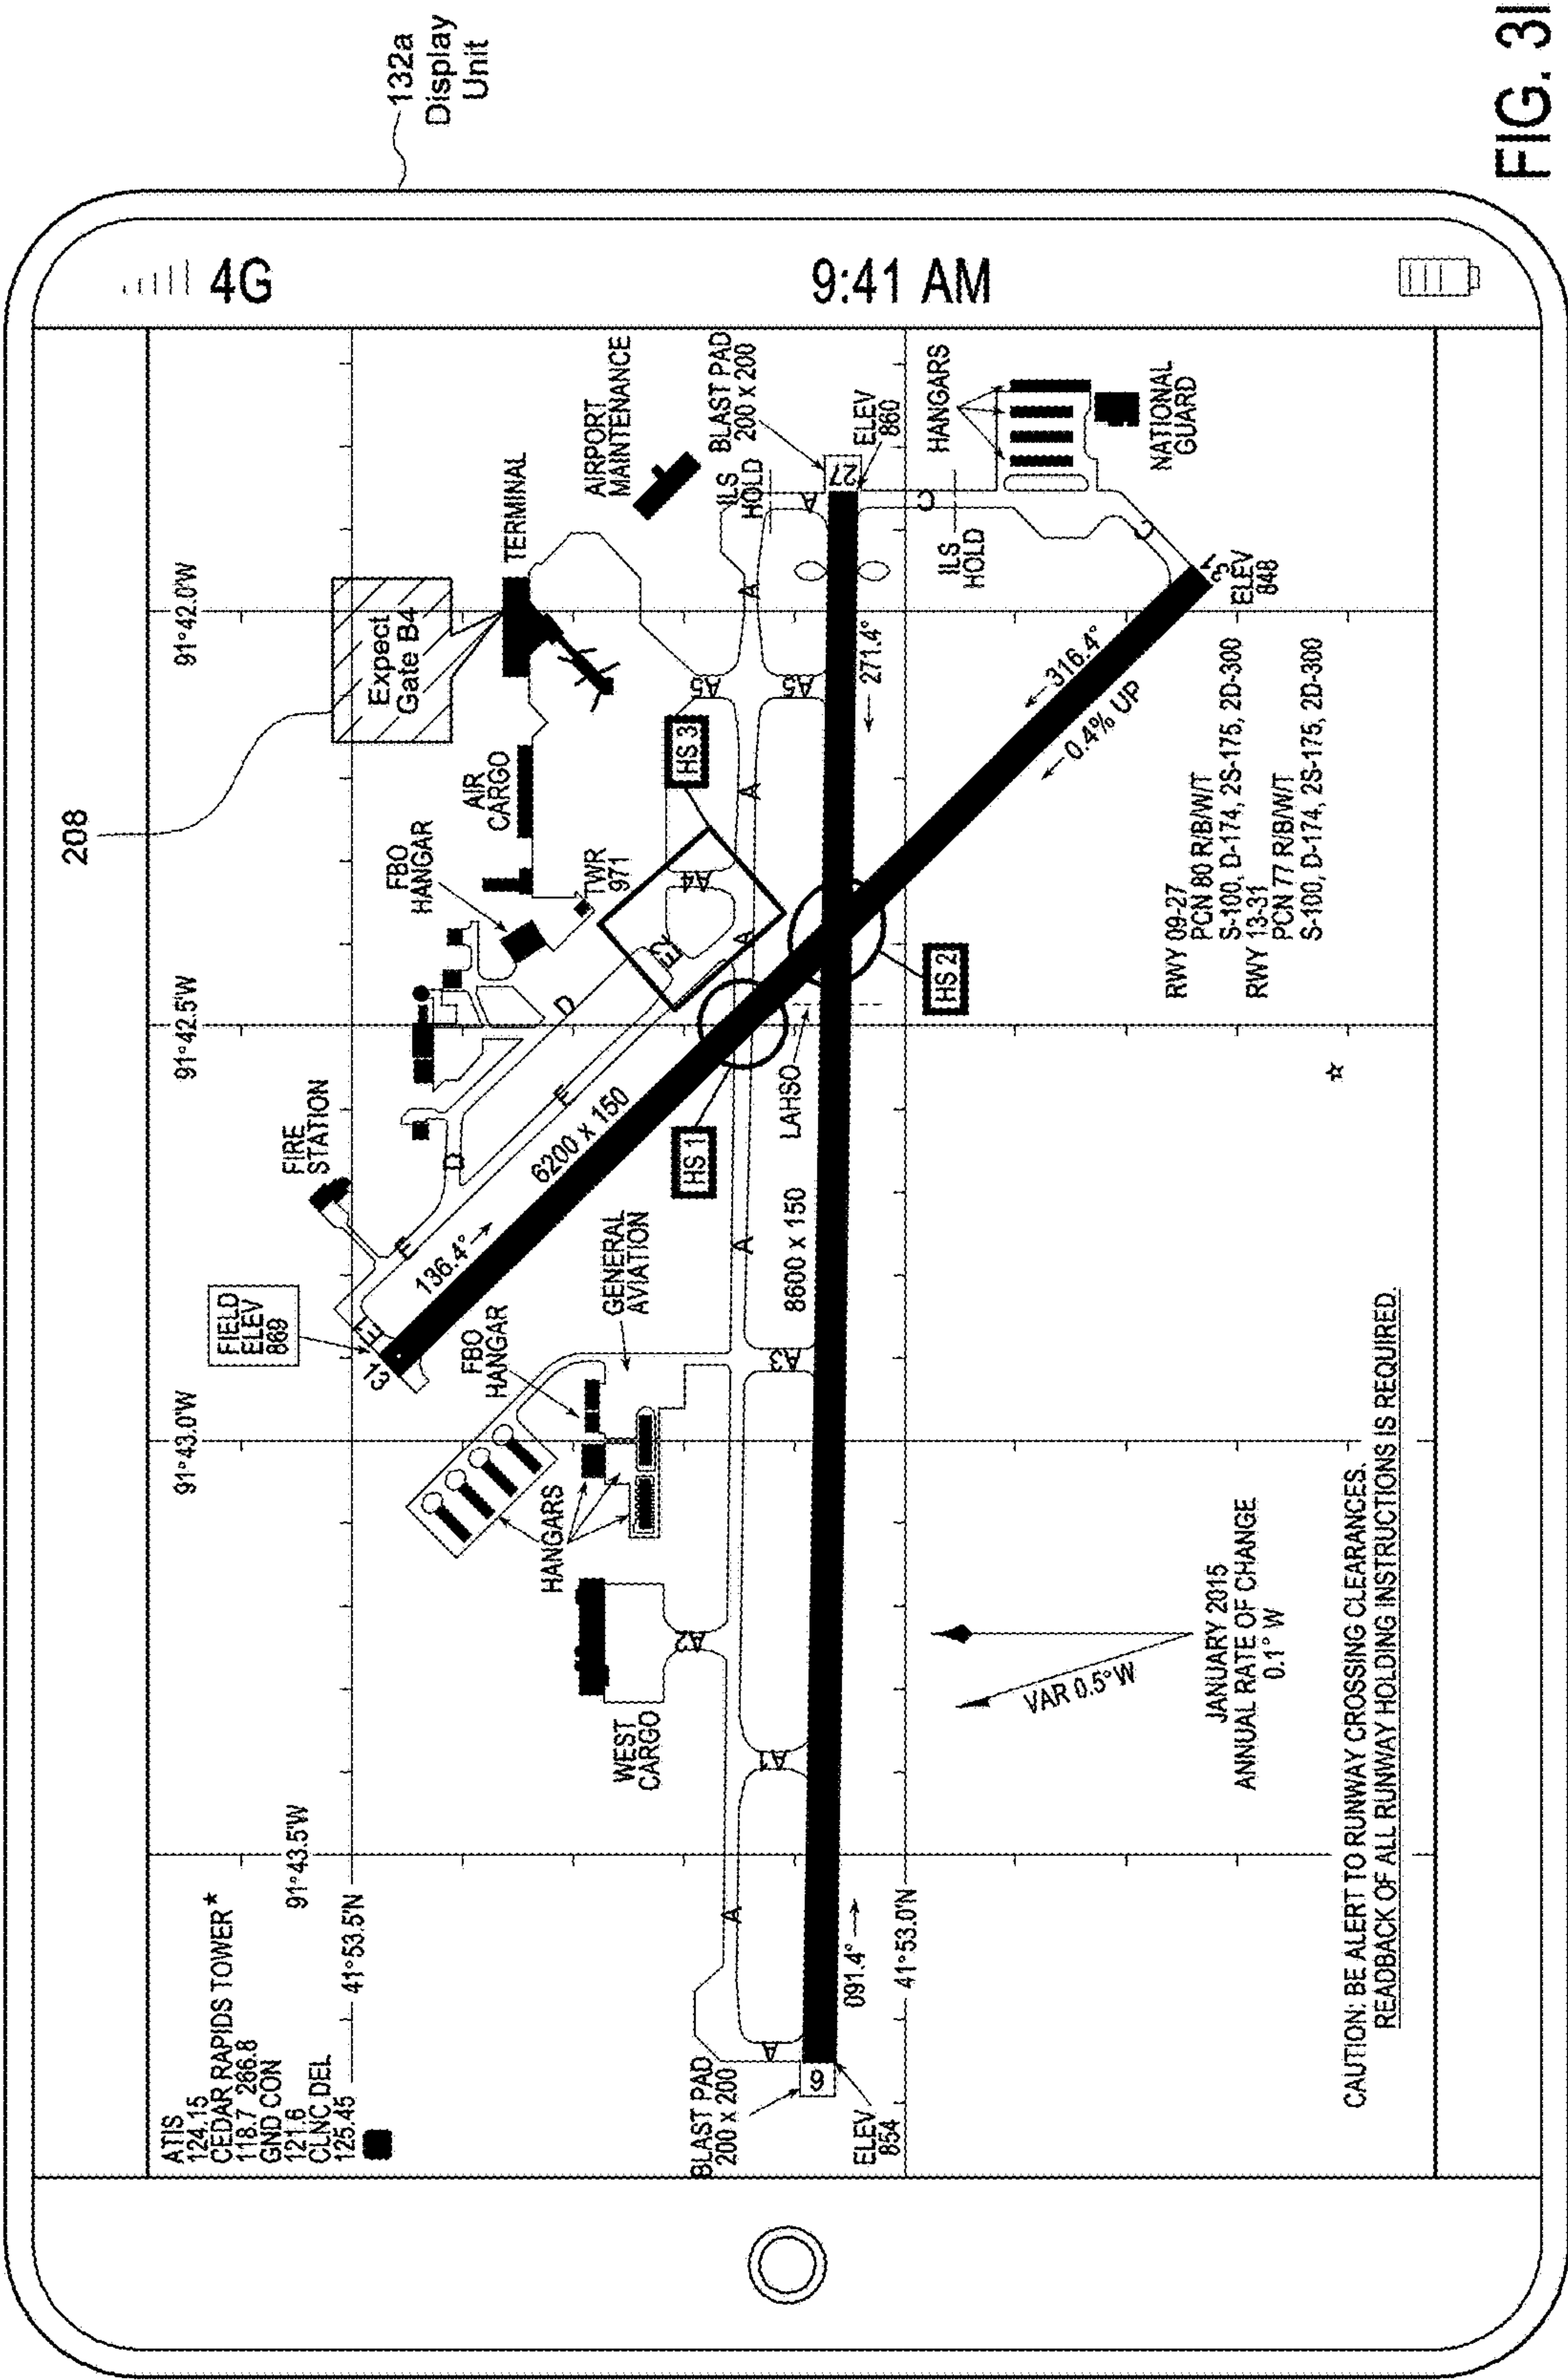 4G
9:41 AM
132a
Display
Unit
208
ATIS
124.15
CEDAR RAPIDS TOWER*
118.7 286.8
GND CON
121.6
CLNC DEL
125.45
91°43.5'W
91°43.0'W
91°42.5'W
91°42.0'W
41°53.5'N
41°53.0'N
FIELD
ELEV
869
FIRE
STATION
FBO
HANGAR
AIR
CARGO
Expect
Gate B4
TERMINAL
AIRPORT
MAINTENANCE
TWR
971
13
E
E
136.4°
D
E
D
E2
6200 x 150
A4
HS 3
A5
A5
A
A
A
ILS
HOLD
A
BLAST PAD
200 x 200
27
ELEV
860
FBO
HANGAR
GENERAL
AVIATION
HANGARS
WEST
CARGO
A2
A1
A3
A
A
A
HS 1
LAHSO
8600 x 150
HS 2
271.4°
BLAST PAD
200 x 200
9
ELEV
854
091.4°
C
ILS
HOLD
C
HANGARS
NATIONAL
GUARD
316.4°
0.4% UP
31
ELEV
848
VAR 0.5°W
JANUARY 2015
ANNUAL RATE OF CHANGE
0.1° W
RWY 09-27
PCN 80 R/B/W/T
S-100, D-174, 2S-175, 2D-300
RWY 13-31
PCN 77 R/B/W/T
S-100, D-174, 2S-175, 2D-300
CAUTION: BE ALERT TO RUNWAY CROSSING CLEARANCES.
READBACK OF ALL RUNWAY HOLDING INSTRUCTIONS IS REQUIRED.
FIG. 3I